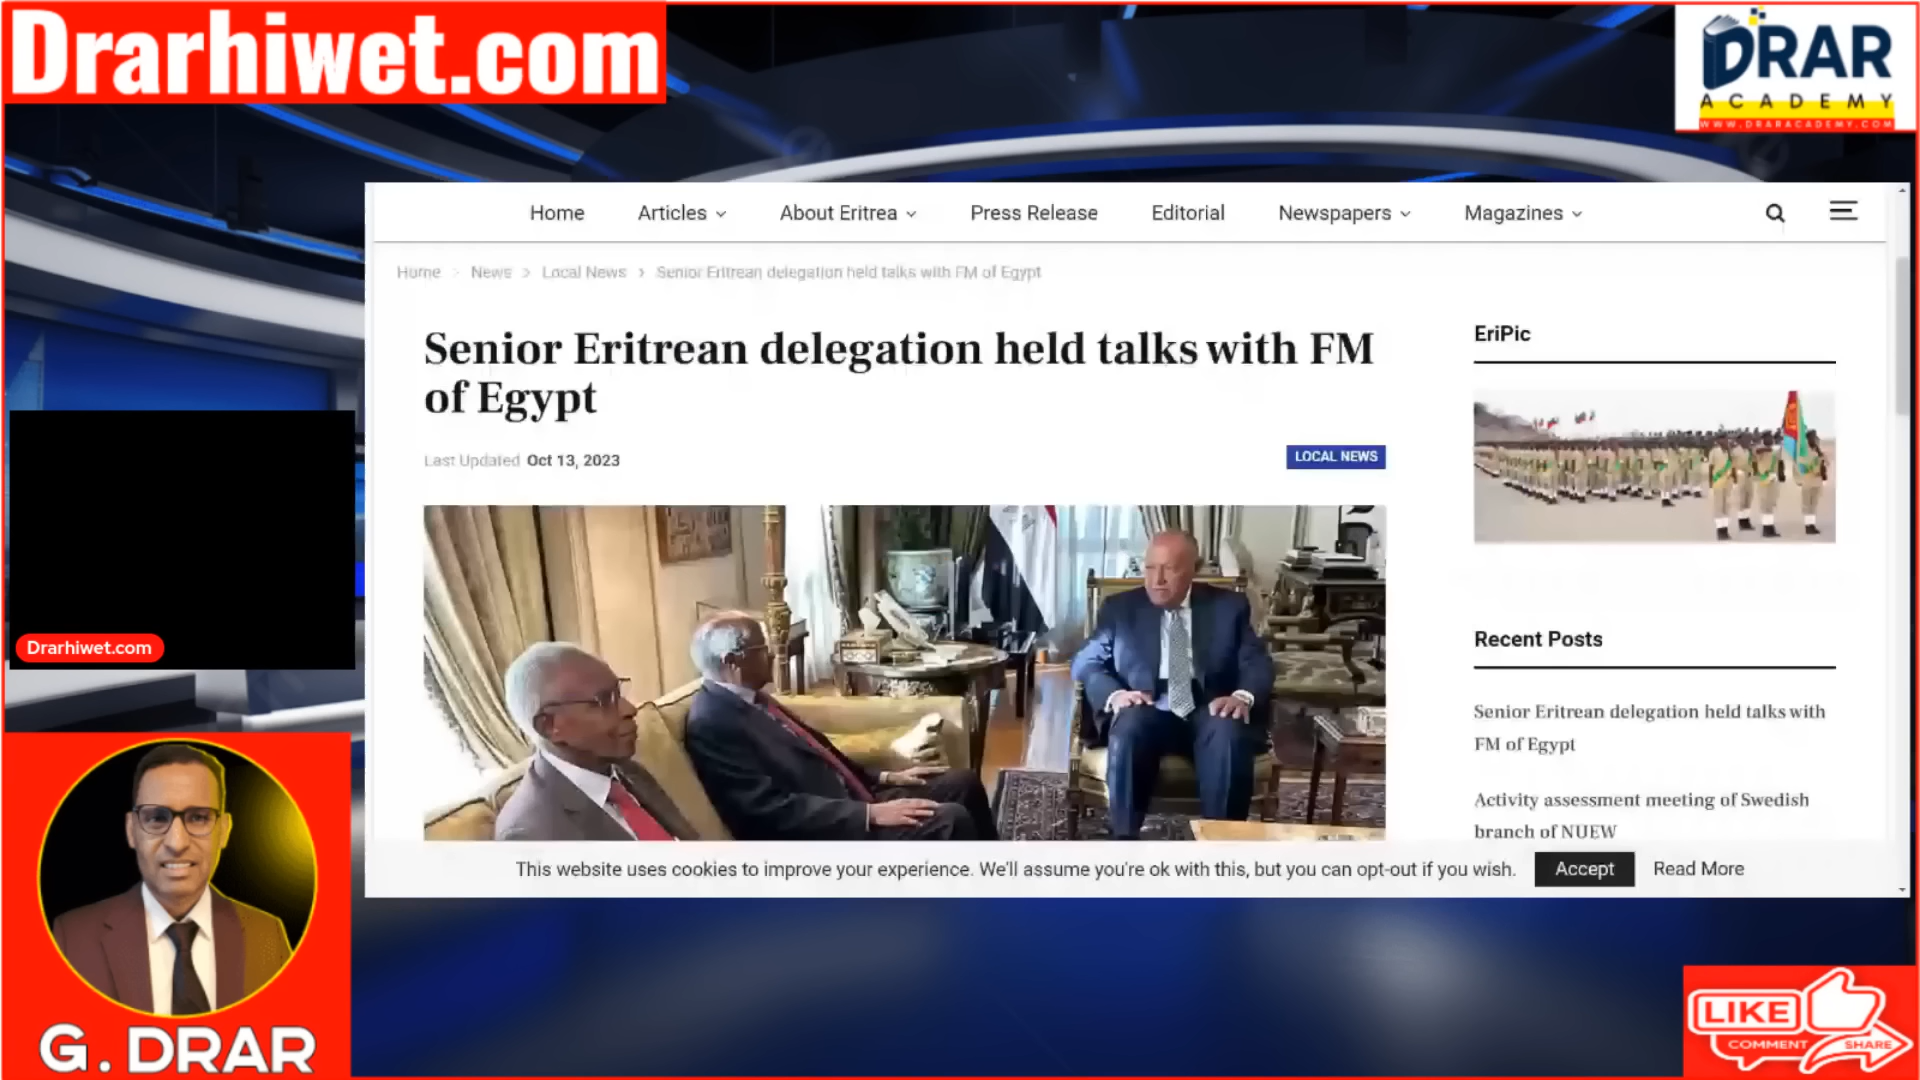 Drarhiwet.com
DRAR
ACADEMY
WWW.DRARACADEMY.COM
Home Articles About Eritrea Press Release Editorial Newspapers Magazines
Home > News > Local News > Senior Eritrean delegation held talks with FM of Egypt
Senior Eritrean delegation held talks with FM
of Egypt
Last Updated Oct 13, 2023
LOCAL NEWS
EriPic
Recent Posts
Senior Eritrean delegation held talks with
FM of Egypt
Activity assessment meeting of Swedish
branch of NUEW
This website uses cookies to improve your experience. We'll assume you're ok with this, but you can opt-out if you wish. Accept Read More
Drarhiwet.com
G. DRAR
LIKE
COMMENT SHARE